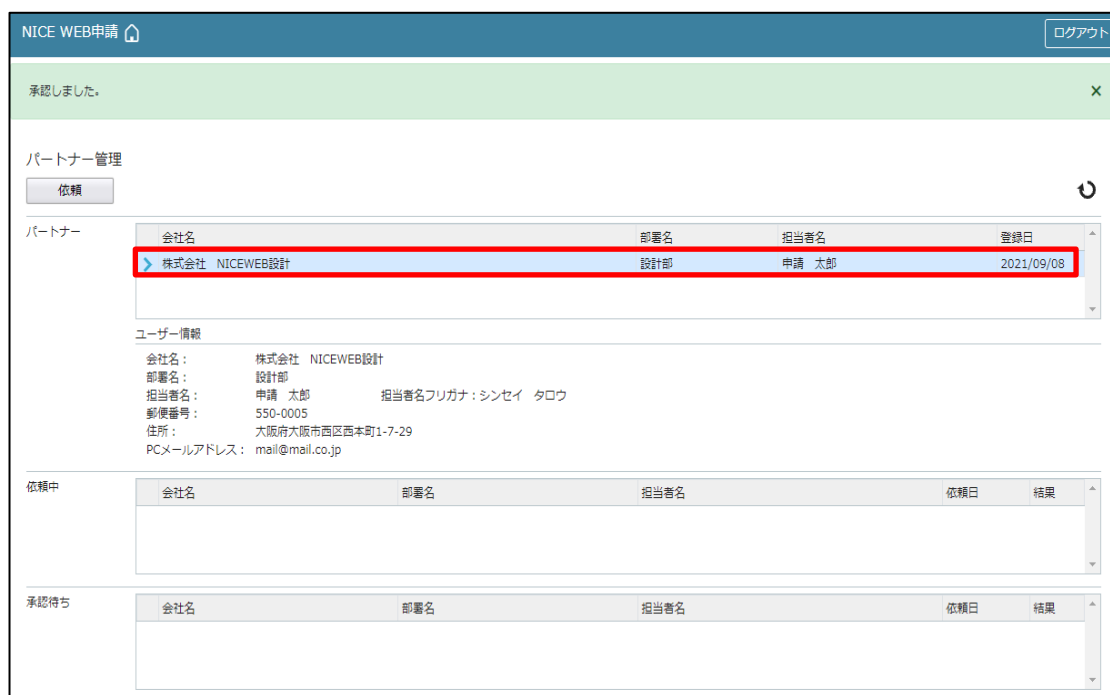 NICE WEB申請 ログアウト
承認しました。 ×
パートナー管理
依頼
パートナー
会社名 部署名 担当者名 登録日
株式会社　NICEWEB設計 設計部 申請　太郎 2021/09/08
ユーザー情報
会社名： 株式会社　NICEWEB設計
部署名： 設計部
担当者名： 申請　太郎 担当者名フリガナ：シンセイ　タロウ
郵便番号： 550-0005
住所： 大阪府大阪市西区西本町1-7-29
PCメールアドレス： mail@mail.co.jp
依頼中
会社名 部署名 担当者名 依頼日 結果
承認待ち
会社名 部署名 担当者名 依頼日 結果